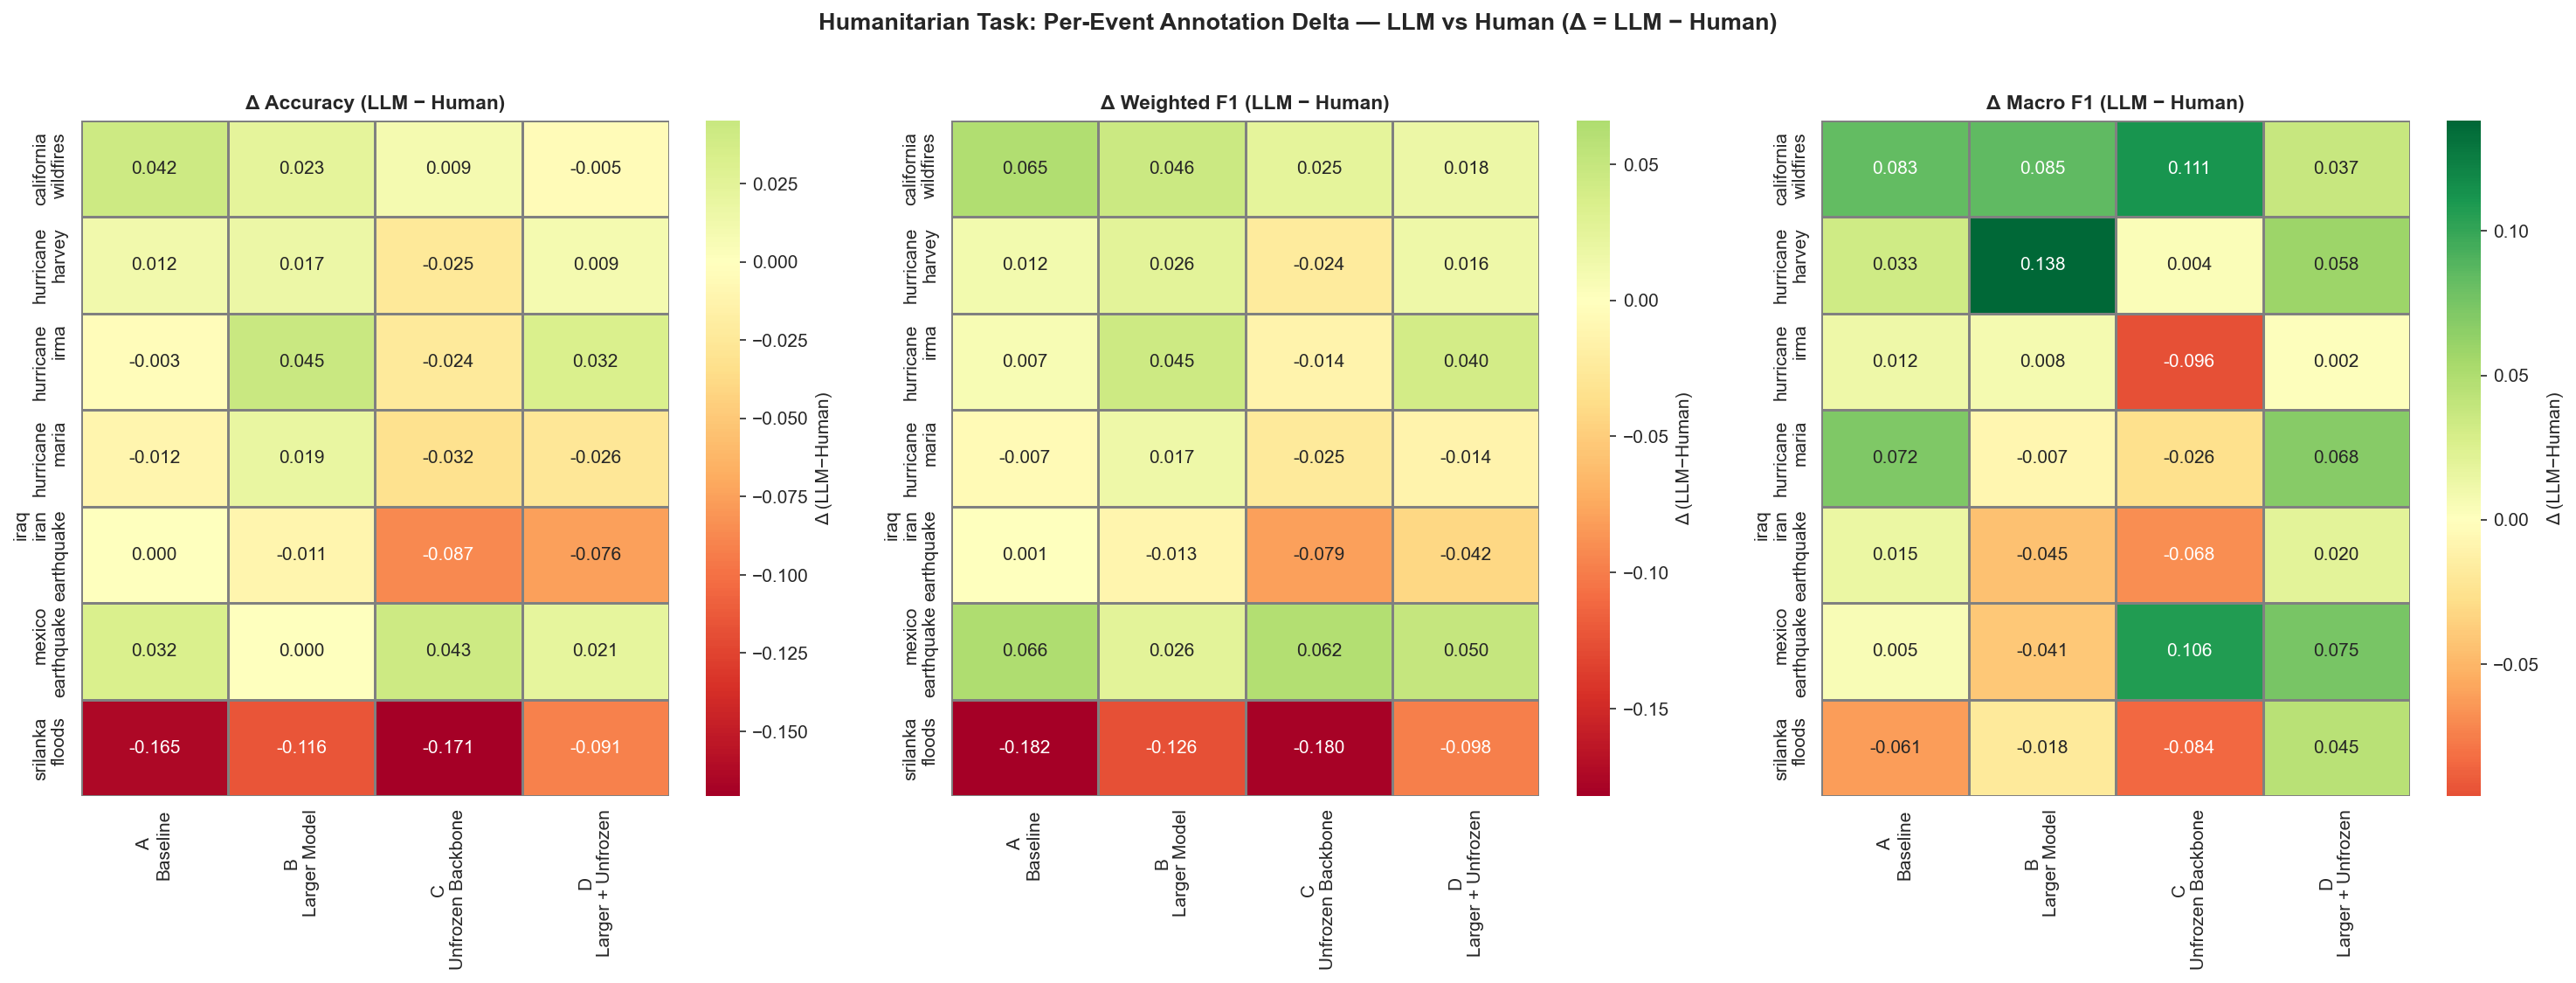 Humanitarian Task: Per-Event Annotation Delta — LLM vs Human (Δ = LLM − Human)
Δ Accuracy (LLM − Human)
california
wildfires
0.042 0.023 0.009 -0.005
hurricane
harvey
0.012 0.017 -0.025 0.009
hurricane
irma
-0.003 0.045 -0.024 0.032
hurricane
maria
-0.012 0.019 -0.032 -0.026
iraq
iran
earthquake
0.000 -0.011 -0.087 -0.076
mexico
earthquake
0.032 0.000 0.043 0.021
srilanka
floods
-0.165 -0.116 -0.171 -0.091
A
Baseline
B
Larger Model
C
Unfrozen Backbone
D
Larger + Unfrozen
0.025
0.000
−0.025
−0.050
−0.075
−0.100
−0.125
−0.150
Δ (LLM−Human)
Δ Weighted F1 (LLM − Human)
california
wildfires
0.065 0.046 0.025 0.018
hurricane
harvey
0.012 0.026 -0.024 0.016
hurricane
irma
0.007 0.045 -0.014 0.040
hurricane
maria
-0.007 0.017 -0.025 -0.014
iraq
iran
earthquake
0.001 -0.013 -0.079 -0.042
mexico
earthquake
0.066 0.026 0.062 0.050
srilanka
floods
-0.182 -0.126 -0.180 -0.098
A
Baseline
B
Larger Model
C
Unfrozen Backbone
D
Larger + Unfrozen
0.05
0.00
−0.05
−0.10
−0.15
Δ (LLM−Human)
Δ Macro F1 (LLM − Human)
california
wildfires
0.083 0.085 0.111 0.037
hurricane
harvey
0.033 0.138 0.004 0.058
hurricane
irma
0.012 0.008 -0.096 0.002
hurricane
maria
0.072 -0.007 -0.026 0.068
iraq
iran
earthquake
0.015 -0.045 -0.068 0.020
mexico
earthquake
0.005 -0.041 0.106 0.075
srilanka
floods
-0.061 -0.018 -0.084 0.045
A
Baseline
B
Larger Model
C
Unfrozen Backbone
D
Larger + Unfrozen
0.10
0.05
0.00
−0.05
Δ (LLM−Human)